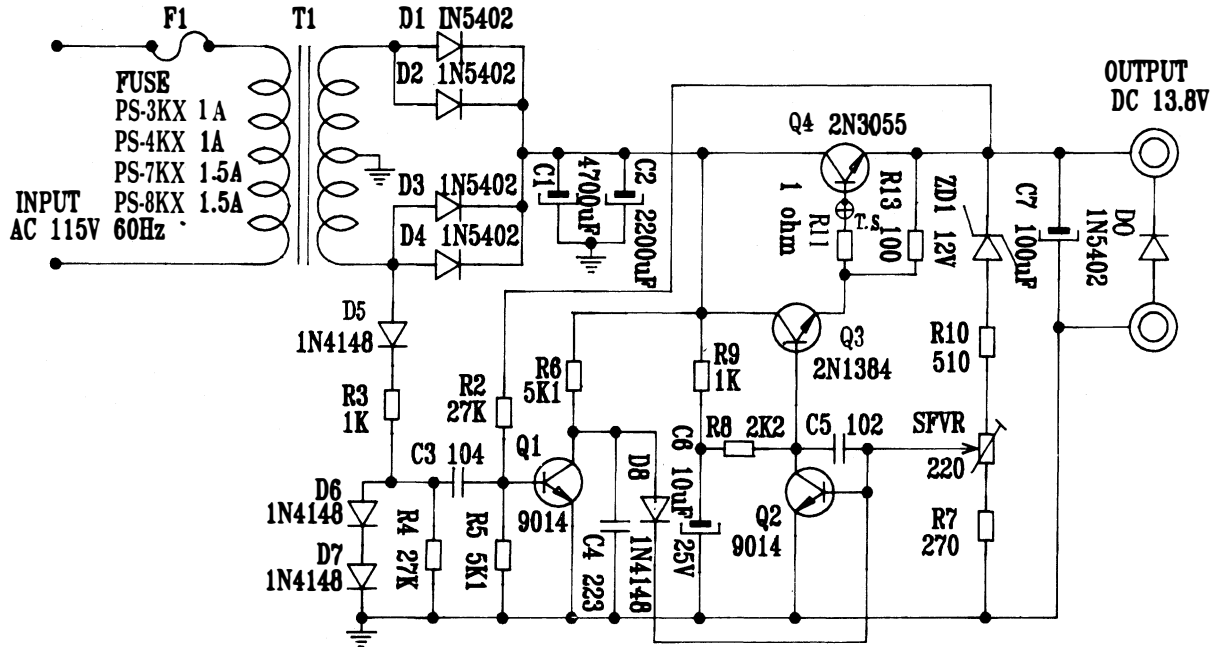 F1
T1
D1 IN5402
D2 1N5402
FUSE
PS-3KX 1A
PS-4KX 1A
PS-7KX 1.5A
PS-8KX 1.5A
INPUT
AC 115V 60Hz
D3 1N5402
D4 1N5402
C1
4700uF
C2
2200uF
Q4 2N3055
1 ohm
R11
T.S.
R13 100
ZD1 12V
C7 100uF
OUTPUT
DC 13.8V
DO
1N5402
D5
1N4148
R3
1K
R2
27K
R6
5K1
R9
1K
Q3
2N1384
R10
510
C3 104
Q1
9014
D8
1N4148
C6 10uF
25V
R8 2K2
C5 102
SFVR
220
D6
1N4148
D7
1N4148
R4 27K
R5 5K1
C4 223
Q2
9014
R7
270